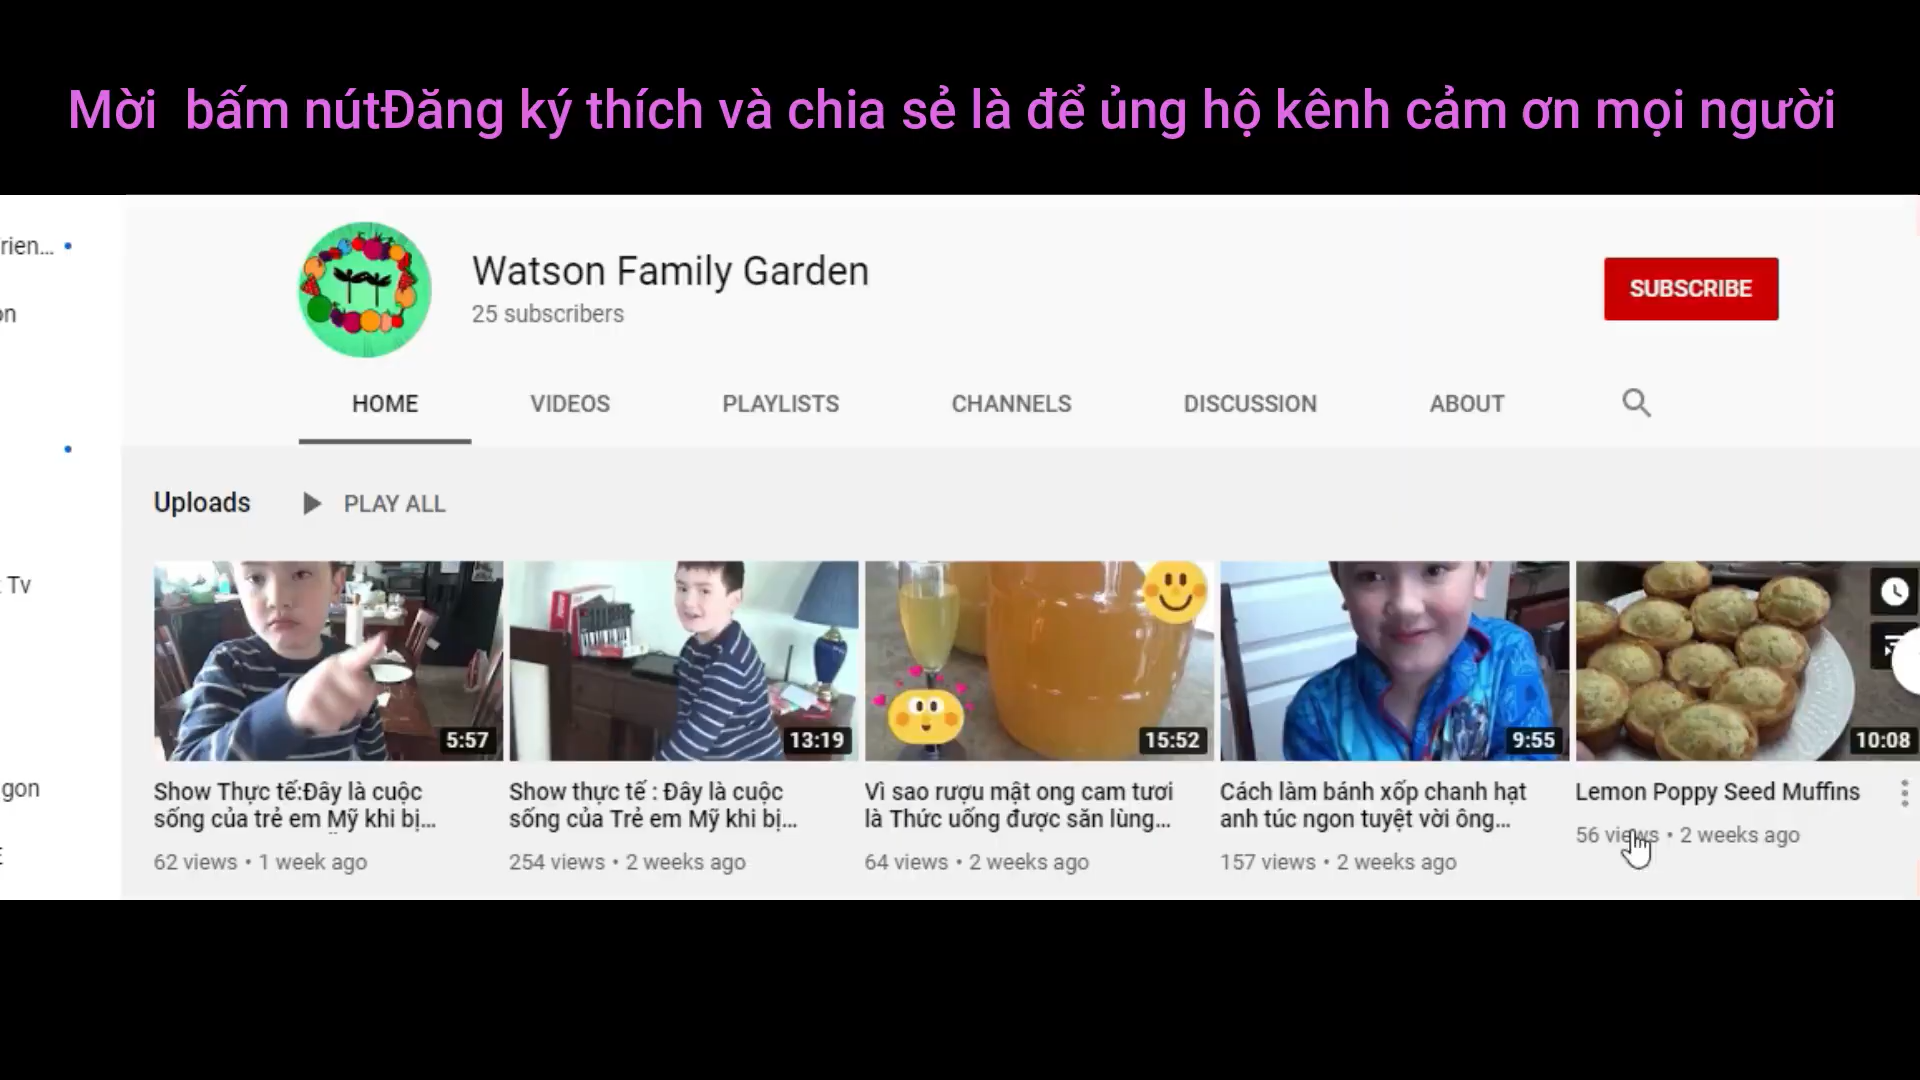 Mời  bấm nútĐăng ký thích và chia sẻ là để ủng hộ kênh cảm ơn mọi người
rien...
Watson Family Garden
SUBSCRIBE
25 subscribers
on
HOME
VIDEOS
PLAYLISTS
CHANNELS
DISCUSSION
ABOUT
Uploads
PLAY ALL
Tv
5:57
13:19
15:52
9:55
10:08
gon
Show Thực tế:Đây là cuộc
sống của trẻ em Mỹ khi bị...
62 views • 1 week ago
Show thực tế : Đây là cuộc
sống của Trẻ em Mỹ khi bị...
254 views • 2 weeks ago
Vì sao rượu mật ong cam tươi
là Thức uống được săn lùng...
64 views • 2 weeks ago
Cách làm bánh xốp chanh hạt
anh túc ngon tuyệt vời ông...
157 views • 2 weeks ago
Lemon Poppy Seed Muffins
56 views • 2 weeks ago